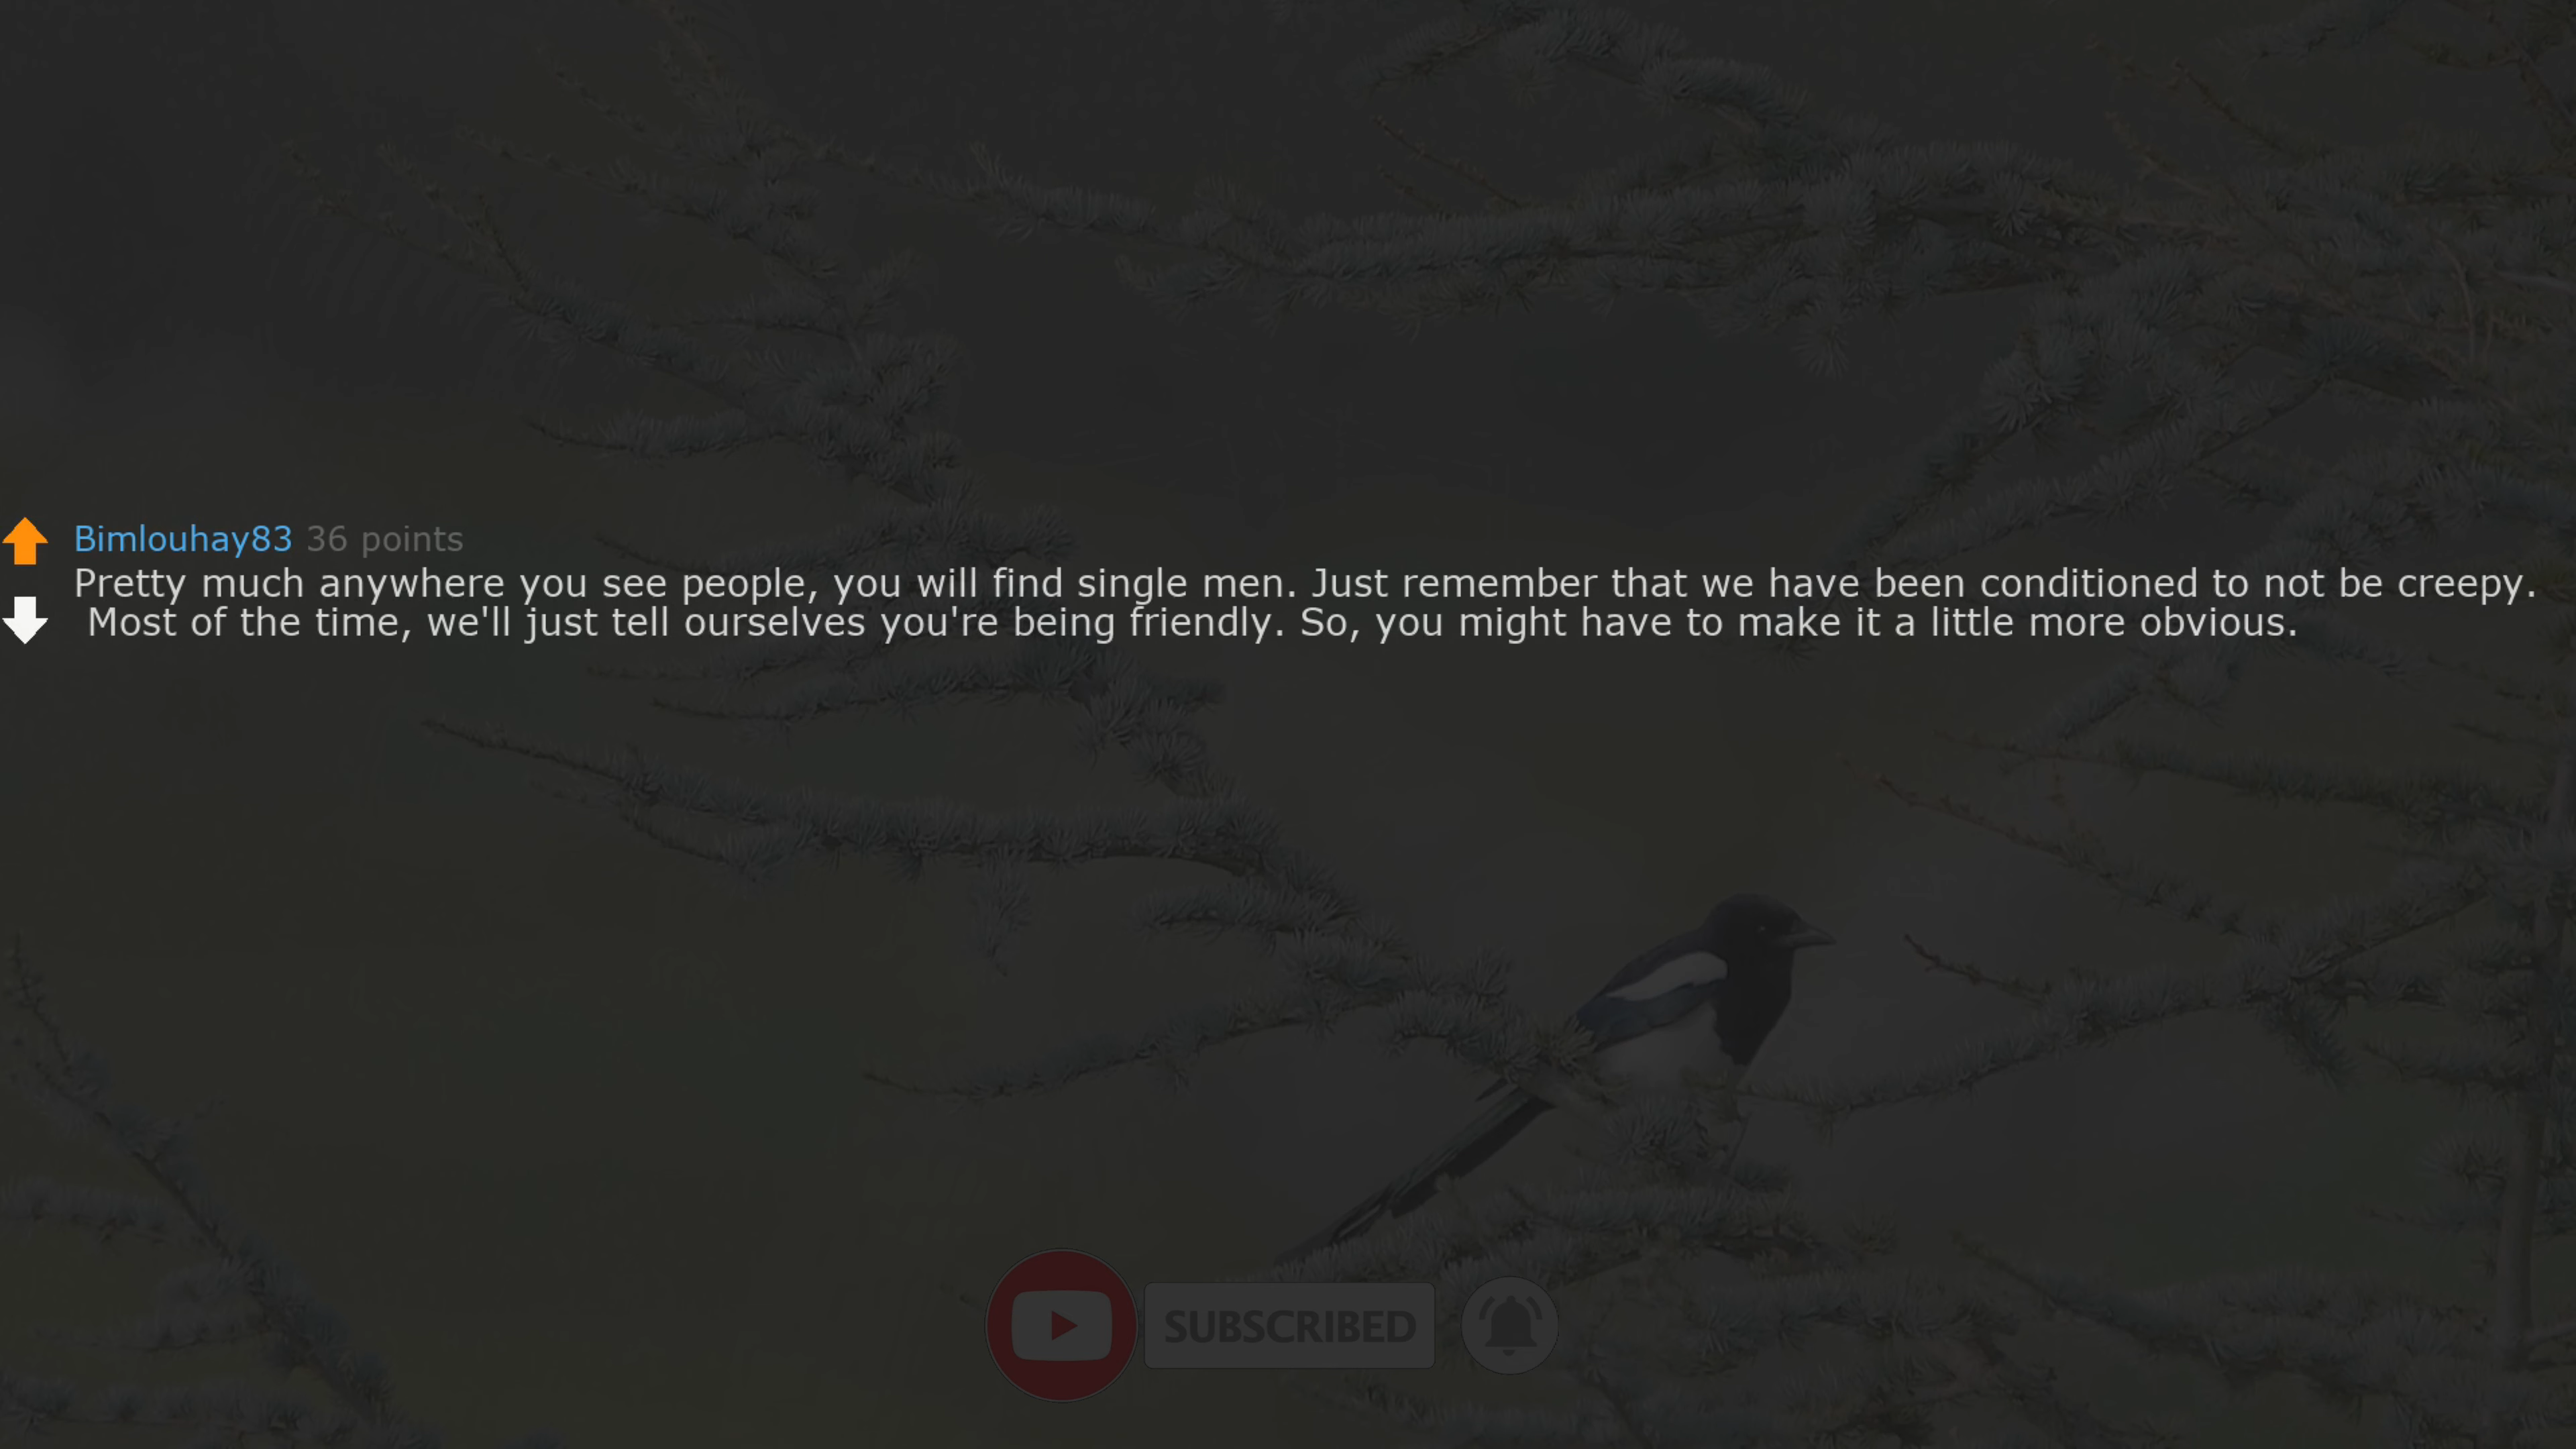 Bimlouhay83 36 points
Pretty much anywhere you see people, you will find single men. Just remember that we have been conditioned to not be creepy.
Most of the time, we'll just tell ourselves you're being friendly. So, you might have to make it a little more obvious.
SUBSCRIBED